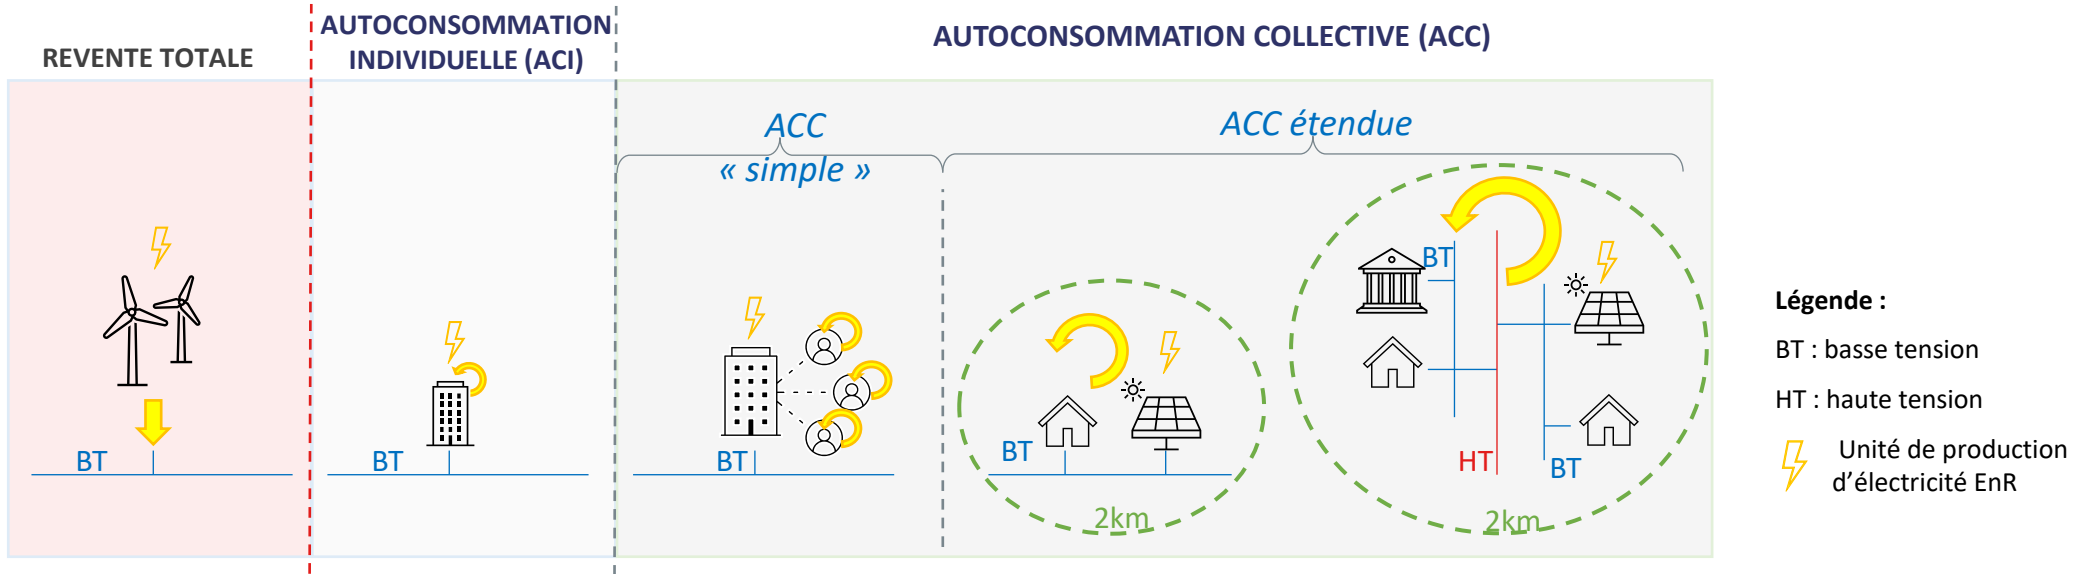 REVENTE TOTALE
AUTOCONSOMMATION
INDIVIDUELLE (ACI)
AUTOCONSOMMATION COLLECTIVE (ACC)
ACC
« simple »
ACC étendue
BT
BT
BT
BT
2km
BT
HT
BT
2km
Légende :
BT : basse tension
HT : haute tension
Unité de production
d’électricité EnR